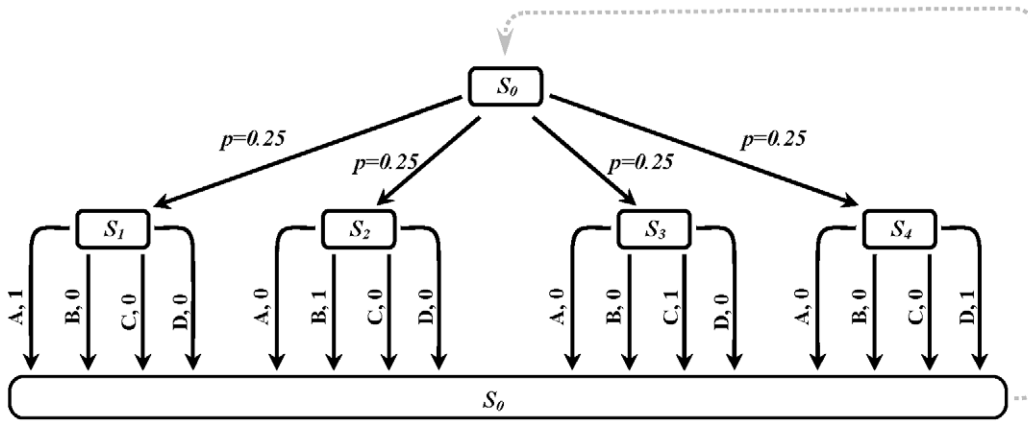 S0
p=0.25
p=0.25
p=0.25
p=0.25
S1
S2
S3
S4
A, 1
B, 0
C, 0
D, 0
A, 0
B, 1
C, 0
D, 0
A, 0
B, 0
C, 1
D, 0
A, 0
B, 0
C, 0
D, 1
S0